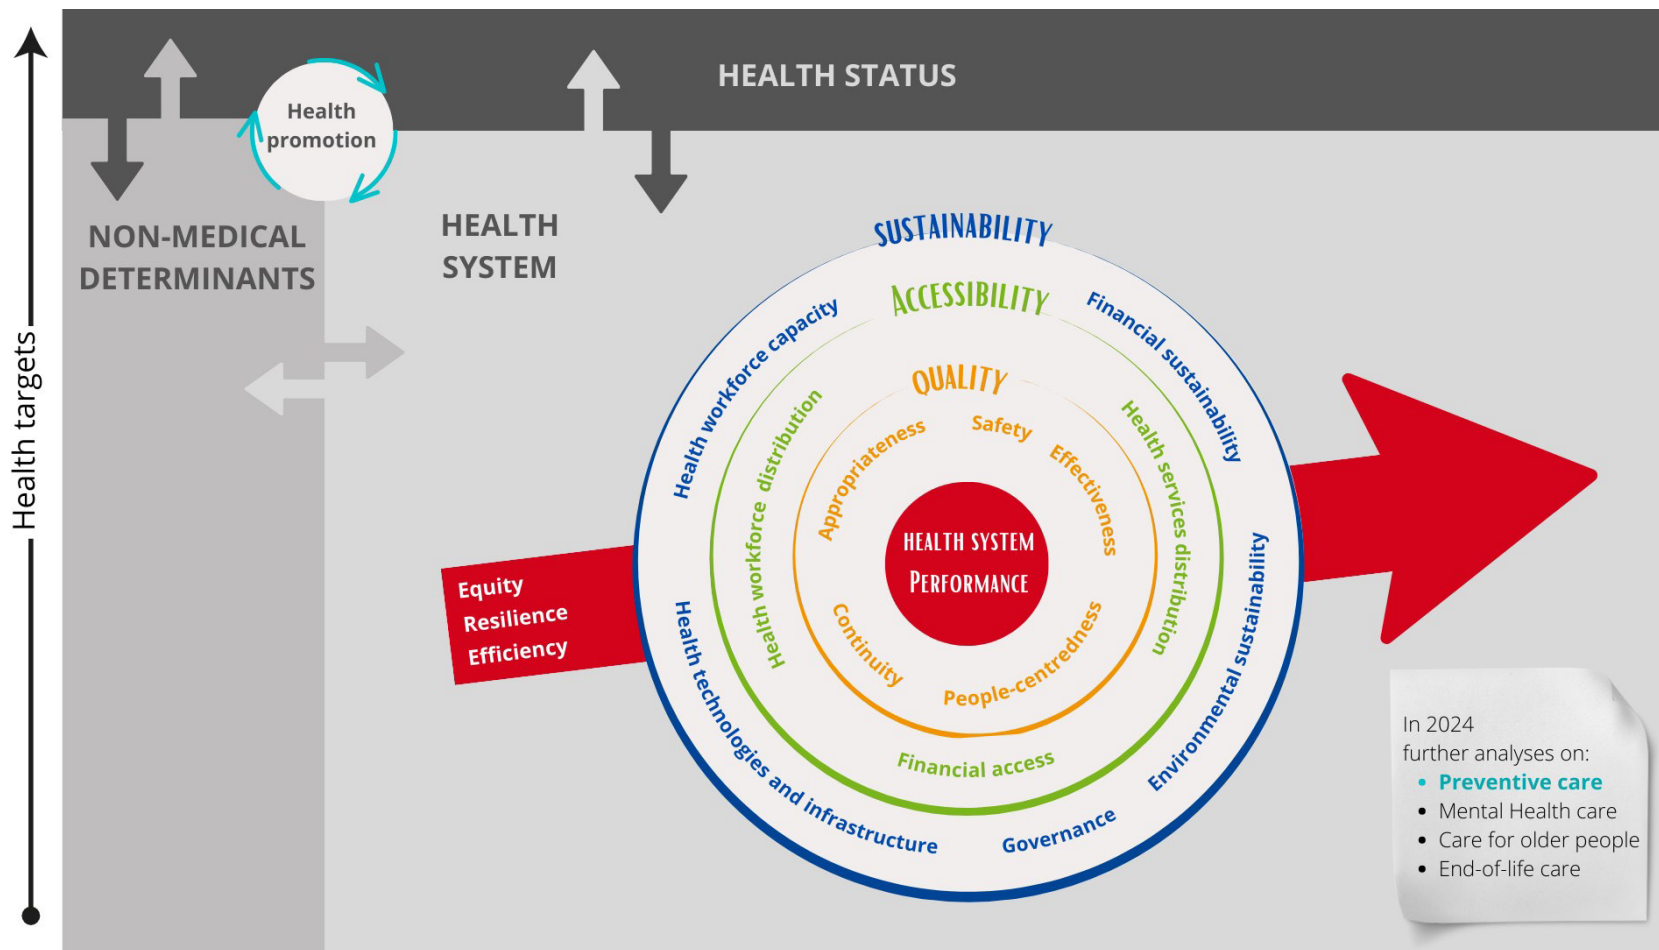 HEALTH STATUS
Health
promotion
NON-MEDICAL
DETERMINANTS
HEALTH
SYSTEM
Health targets
SUSTAINABILITY
Health workforce capacity
Financial sustainability
ACCESSIBILITY
Health workforce distribution
Health services distribution
QUALITY
Appropriateness
Safety
Effectiveness
HEALTH SYSTEM
PERFORMANCE
Equity
Resilience
Efficiency
Continuity
People-centredness
Financial access
Health technologies and infrastructure
Governance
Environmental sustainability
In 2024
further analyses on:
• Preventive care
• Mental Health care
• Care for older people
• End-of-life care